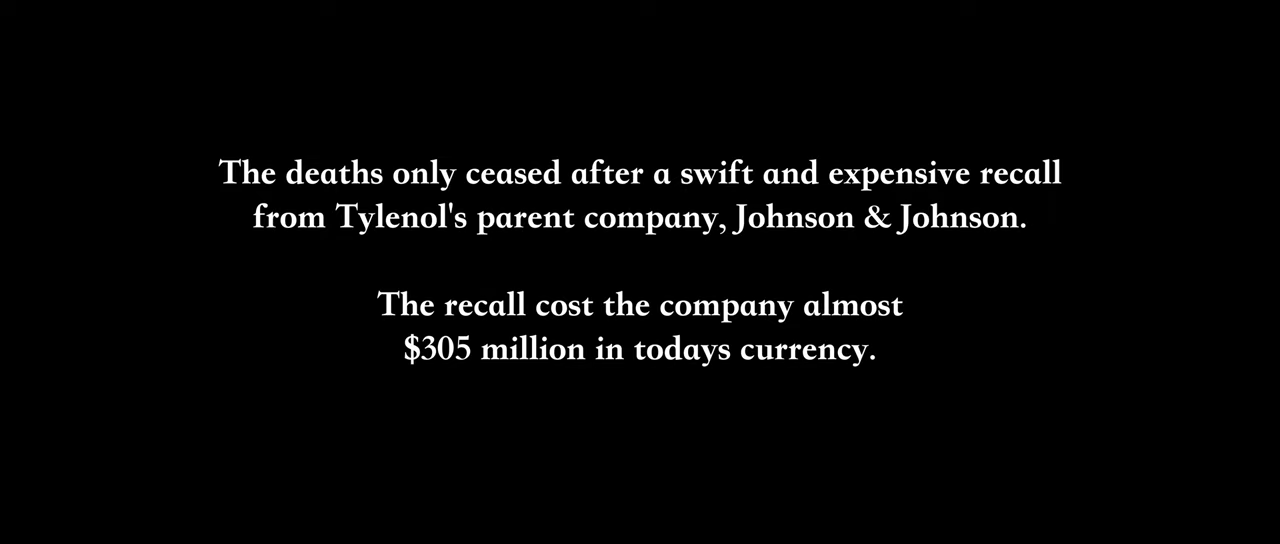 The deaths only ceased after a swift and expensive recall
from Tylenol's parent company, Johnson & Johnson.
The recall cost the company almost
$305 million in todays currency.